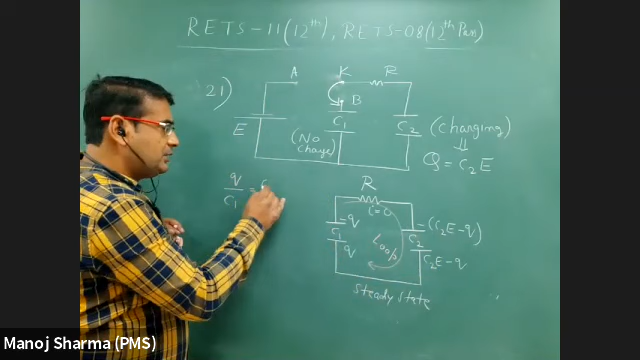 RETS-11(12th), RETS-08(12th Pan)
21)
A K R
B
E
C1
(No Charge)
C2
(Changing)
⇓
Q = C2E
q/C1 =
R
i=0
q
C1
q
Loop
C2
(C2E-q)
C2E-q
Steady state
Manoj Sharma (PMS)